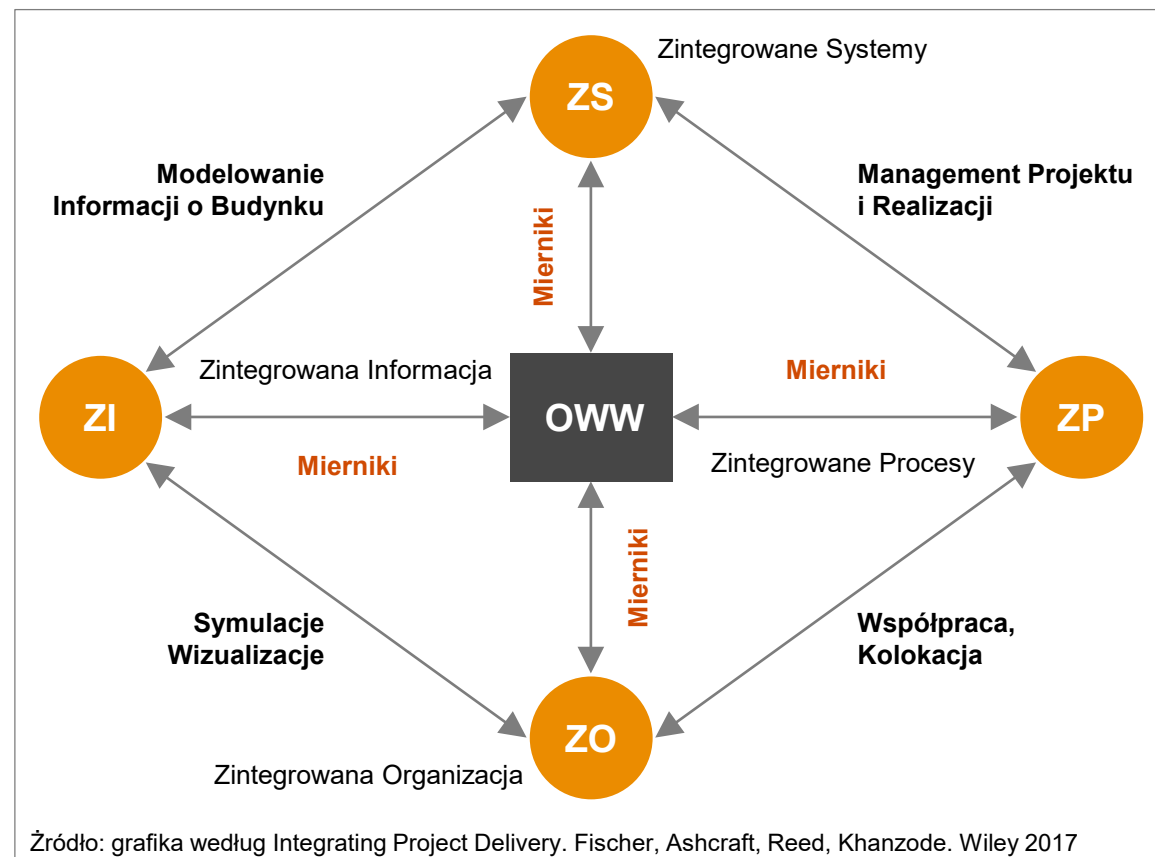 ZS
Zintegrowane Systemy
Modelowanie
Informacji o Budynku
Management Projektu
i Realizacji
Mierniki
Zintegrowana Informacja
Mierniki
ZI
OWW
ZP
Mierniki
Zintegrowane Procesy
Mierniki
Symulacje
Wizualizacje
Współpraca,
Kolokacja
ZO
Zintegrowana Organizacja
Źródło: grafika według Integrating Project Delivery. Fischer, Ashcraft, Reed, Khanzode. Wiley 2017